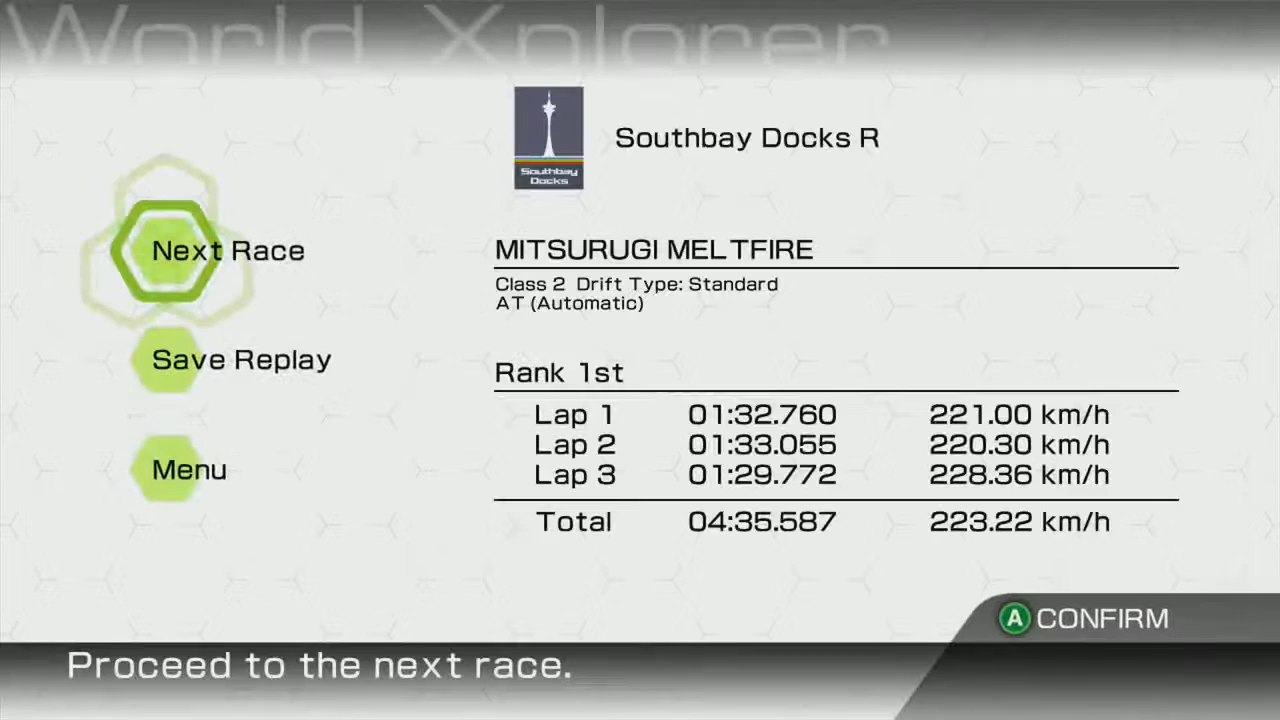 World Xplorer
Southbay
Docks
Southbay Docks R
Next Race
Save Replay
Menu
MITSURUGI MELTFIRE
Class 2 Drift Type: Standard
AT (Automatic)
Rank 1st
Lap 1 01:32.760 221.00 km/h
Lap 2 01:33.055 220.30 km/h
Lap 3 01:29.772 228.36 km/h
Total 04:35.587 223.22 km/h
A CONFIRM
Proceed to the next race.